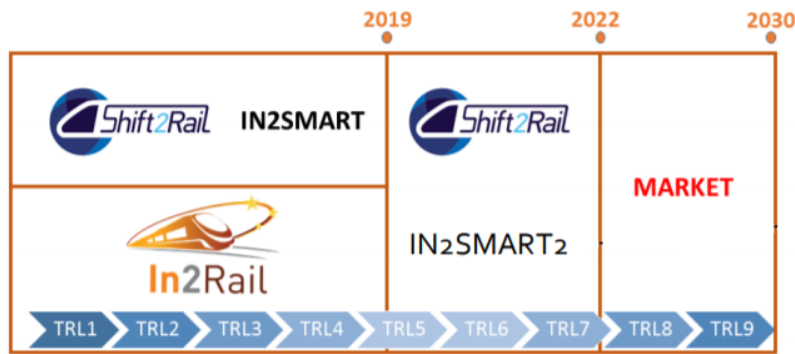 2019 2022 2030
Shift2Rail IN2SMART Shift2Rail
MARKET
IN2SMART2
In2Rail
TRL1 TRL2 TRL3 TRL4 TRL5 TRL6 TRL7 TRL8 TRL9